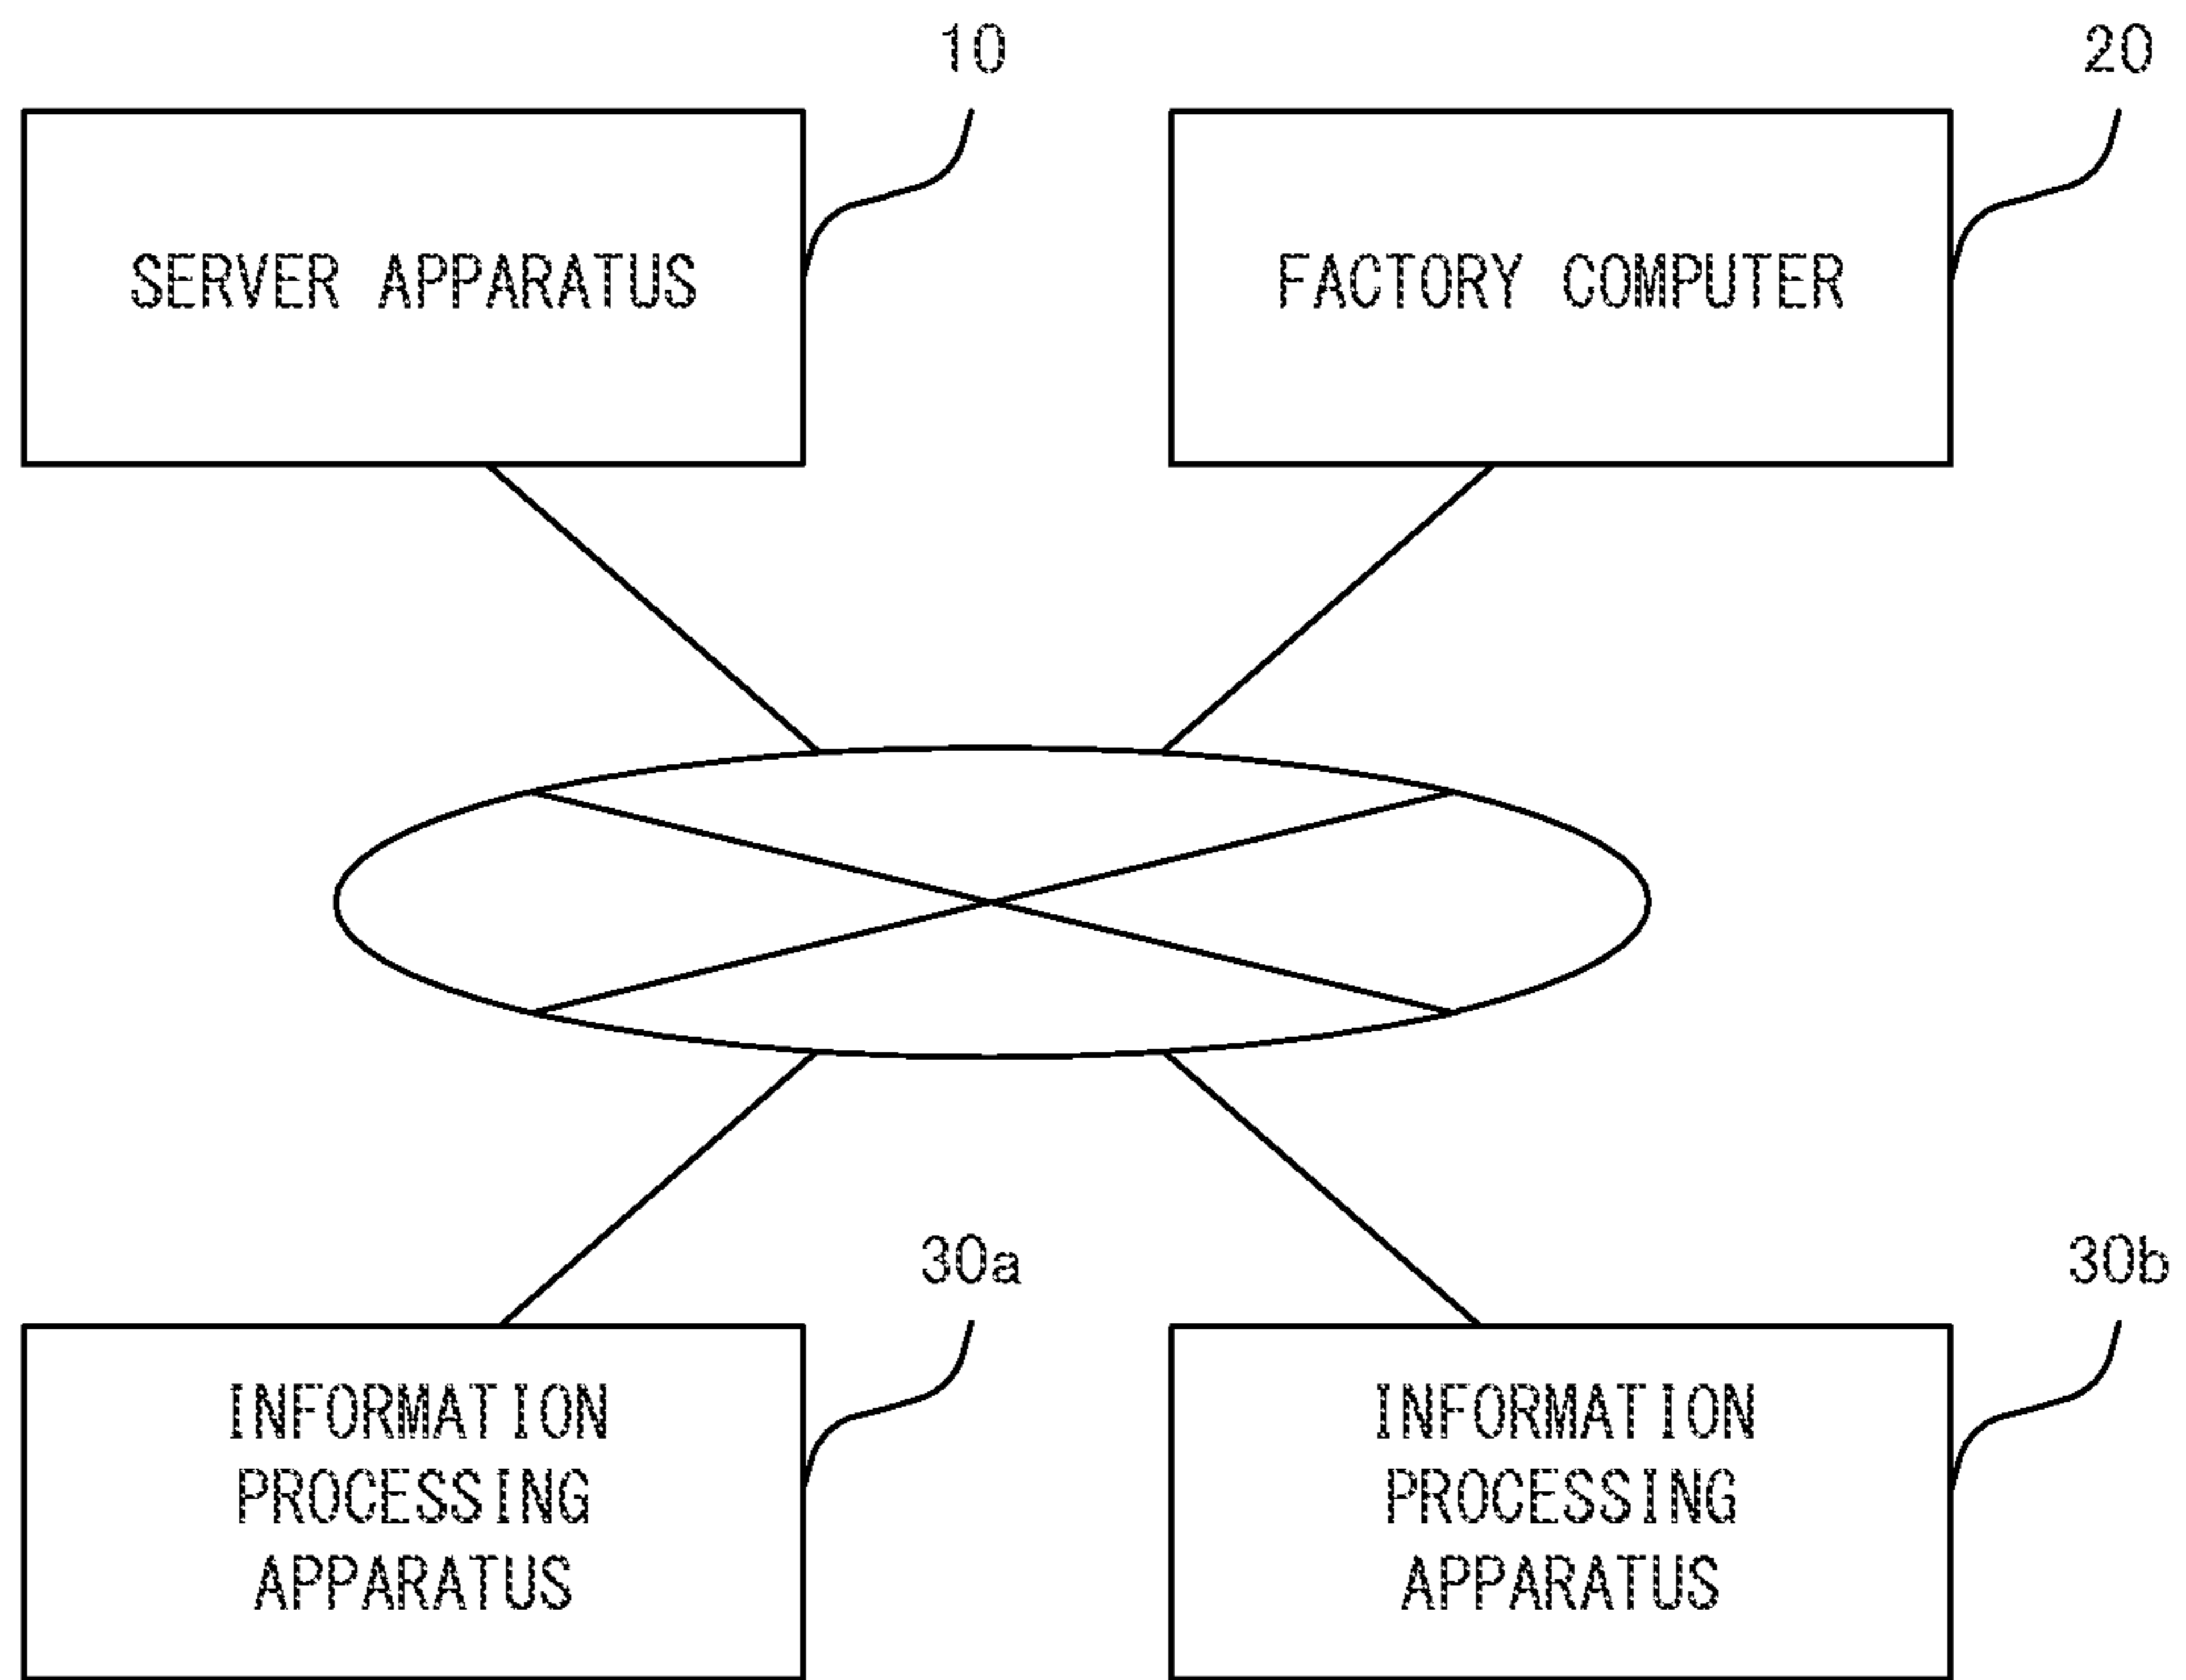 10
20
SERVER APPARATUS
FACTORY COMPUTER
30a
30b
INFORMATION
PROCESSING
APPARATUS
INFORMATION
PROCESSING
APPARATUS